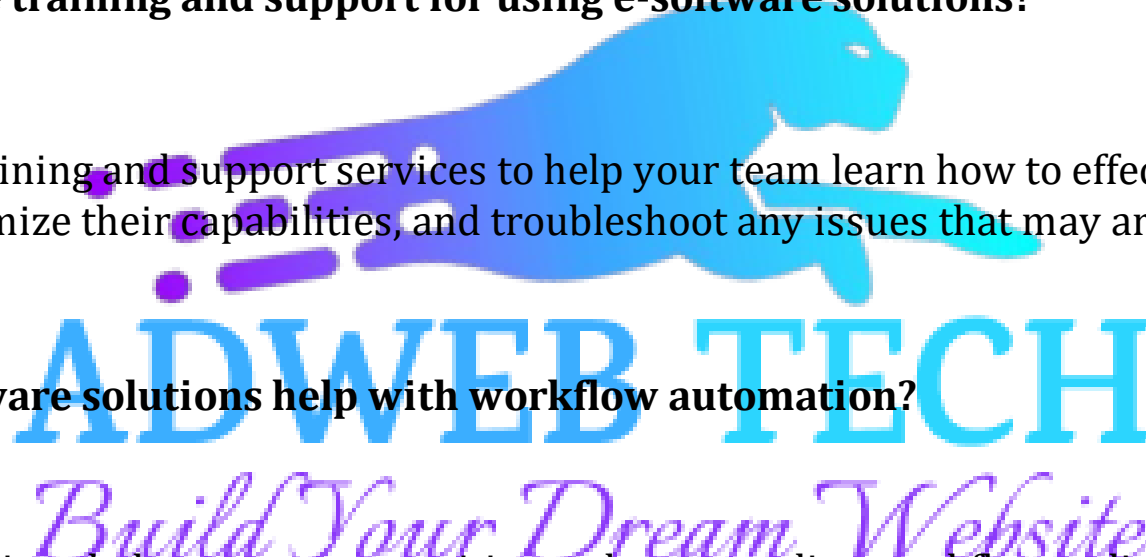 training and support for using e-software solutions?
ining and support services to help your team learn how to effec
mize their capabilities, and troubleshoot any issues that may ar
ADWEB TECH
ware solutions help with workflow automation?
Build Your Dream Website